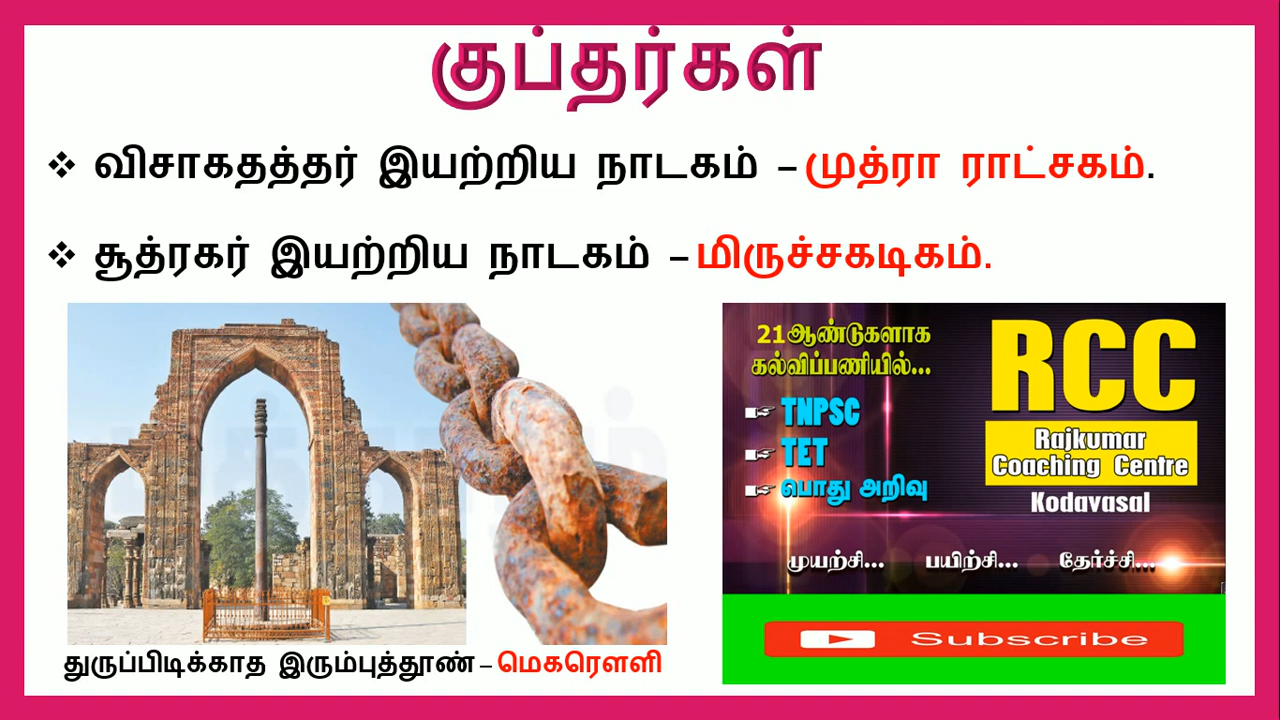 குப்தர்கள்
❖ விசாகதத்தர் இயற்றிய நாடகம் – முத்ரா ராட்சகம்.
❖ சூத்ரகர் இயற்றிய நாடகம் – மிருச்சகடிகம்.
துருப்பிடிக்காத இரும்புத்தூண் – மெகரௌளி
21 ஆண்டுகளாக
கல்விப்பணியில்...
TNPSC
TET
பொது அறிவு
RCC
Rajkumar
Coaching Centre
Kodavasal
முயற்சி... பயிற்சி... தேர்ச்சி...
Subscribe